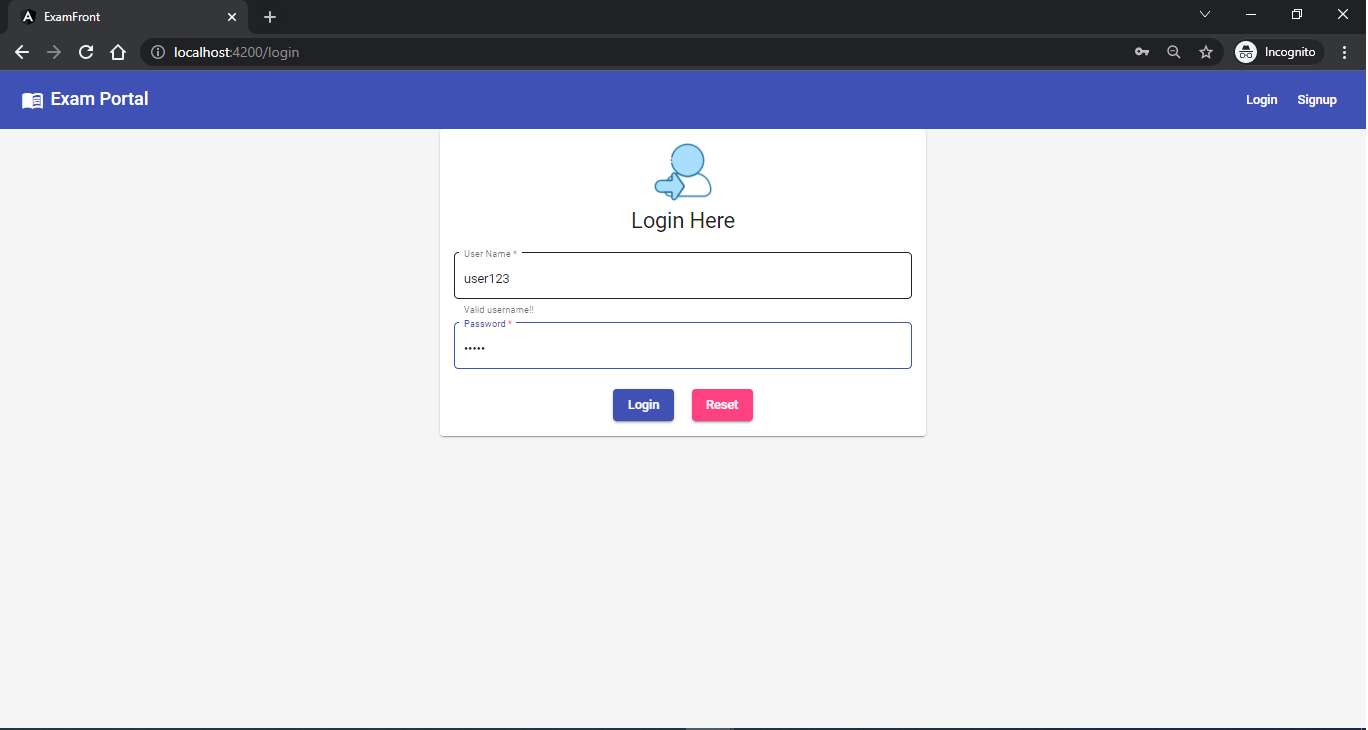 ExamFront
localhost:4200/login
Incognito
Exam Portal
Login
Signup
Login Here
User Name *
user123
Valid username!!
Password *
•••••
Login
Reset